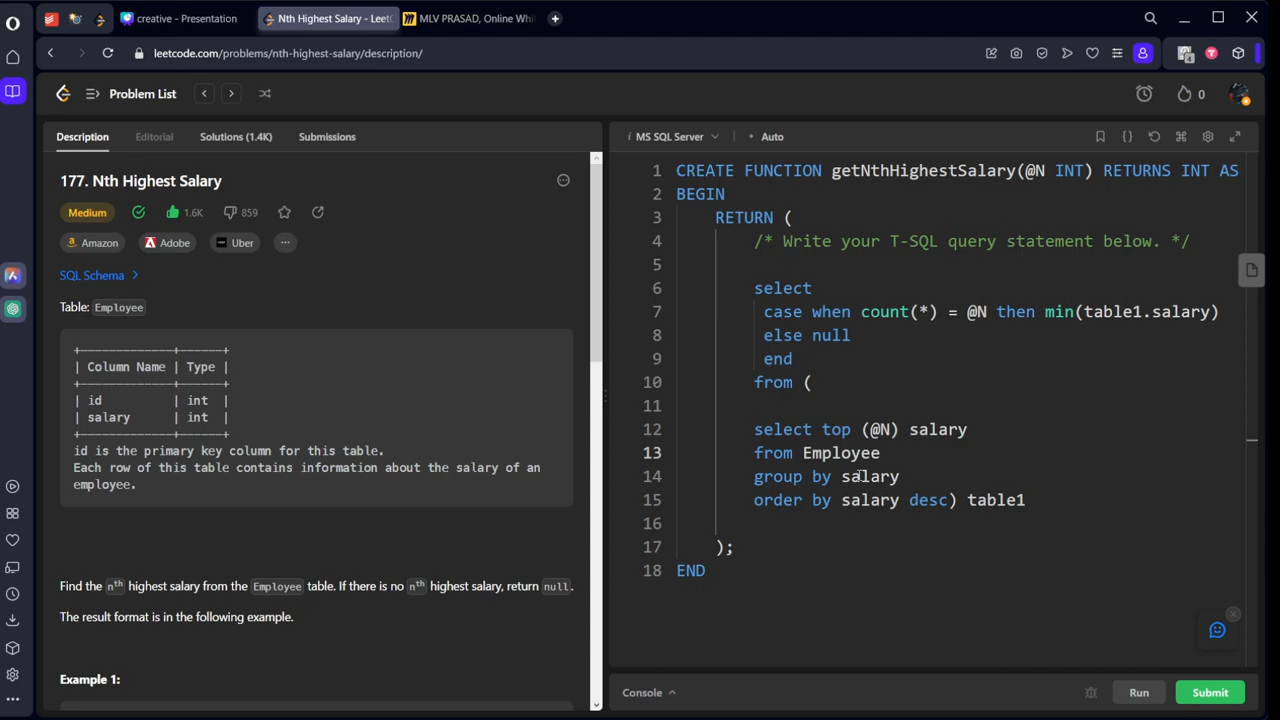 creative - Presentation
Nth Highest Salary - LeetC
MLV PRASAD, Online Whi
leetcode.com/problems/nth-highest-salary/description/
Problem List
0
Description
Editorial
Solutions (1.4K)
Submissions
177. Nth Highest Salary
Medium
1.6K
859
Amazon
Adobe
Uber
SQL Schema
Table: Employee
+-------------+------+
| Column Name | Type |
+-------------+------+
| id | int |
| salary | int |
+-------------+------+
id is the primary key column for this table.
Each row of this table contains information about the salary of an
employee.
Find the nth highest salary from the Employee table. If there is no nth highest salary, return null.
The result format is in the following example.
Example 1:
MS SQL Server
Auto
1 CREATE FUNCTION getNthHighestSalary(@N INT) RETURNS INT AS
2 BEGIN
3 RETURN (
4 /* Write your T-SQL query statement below. */
5
6 select
7 case when count(*) = @N then min(table1.salary)
8 else null
9 end
10 from (
11
12 select top (@N) salary
13 from Employee
14 group by salary
15 order by salary desc) table1
16
17 );
18 END
Console
Run
Submit